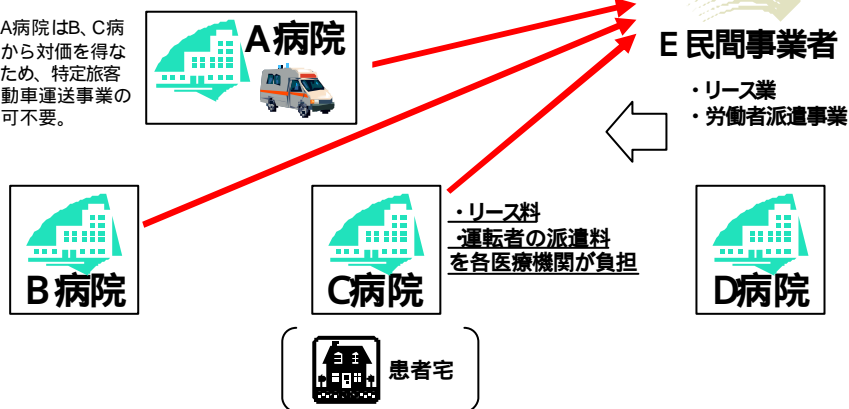 A病院はB、C病
から対価を得な
ため、特定旅客
動車運送事業の
可不要。
A病院
E 民間事業者
・リース業
・労働者派遣事業
・リース料
・運転者の派遣料
を各医療機関が負担
B病院
C病院
D病院
患者宅